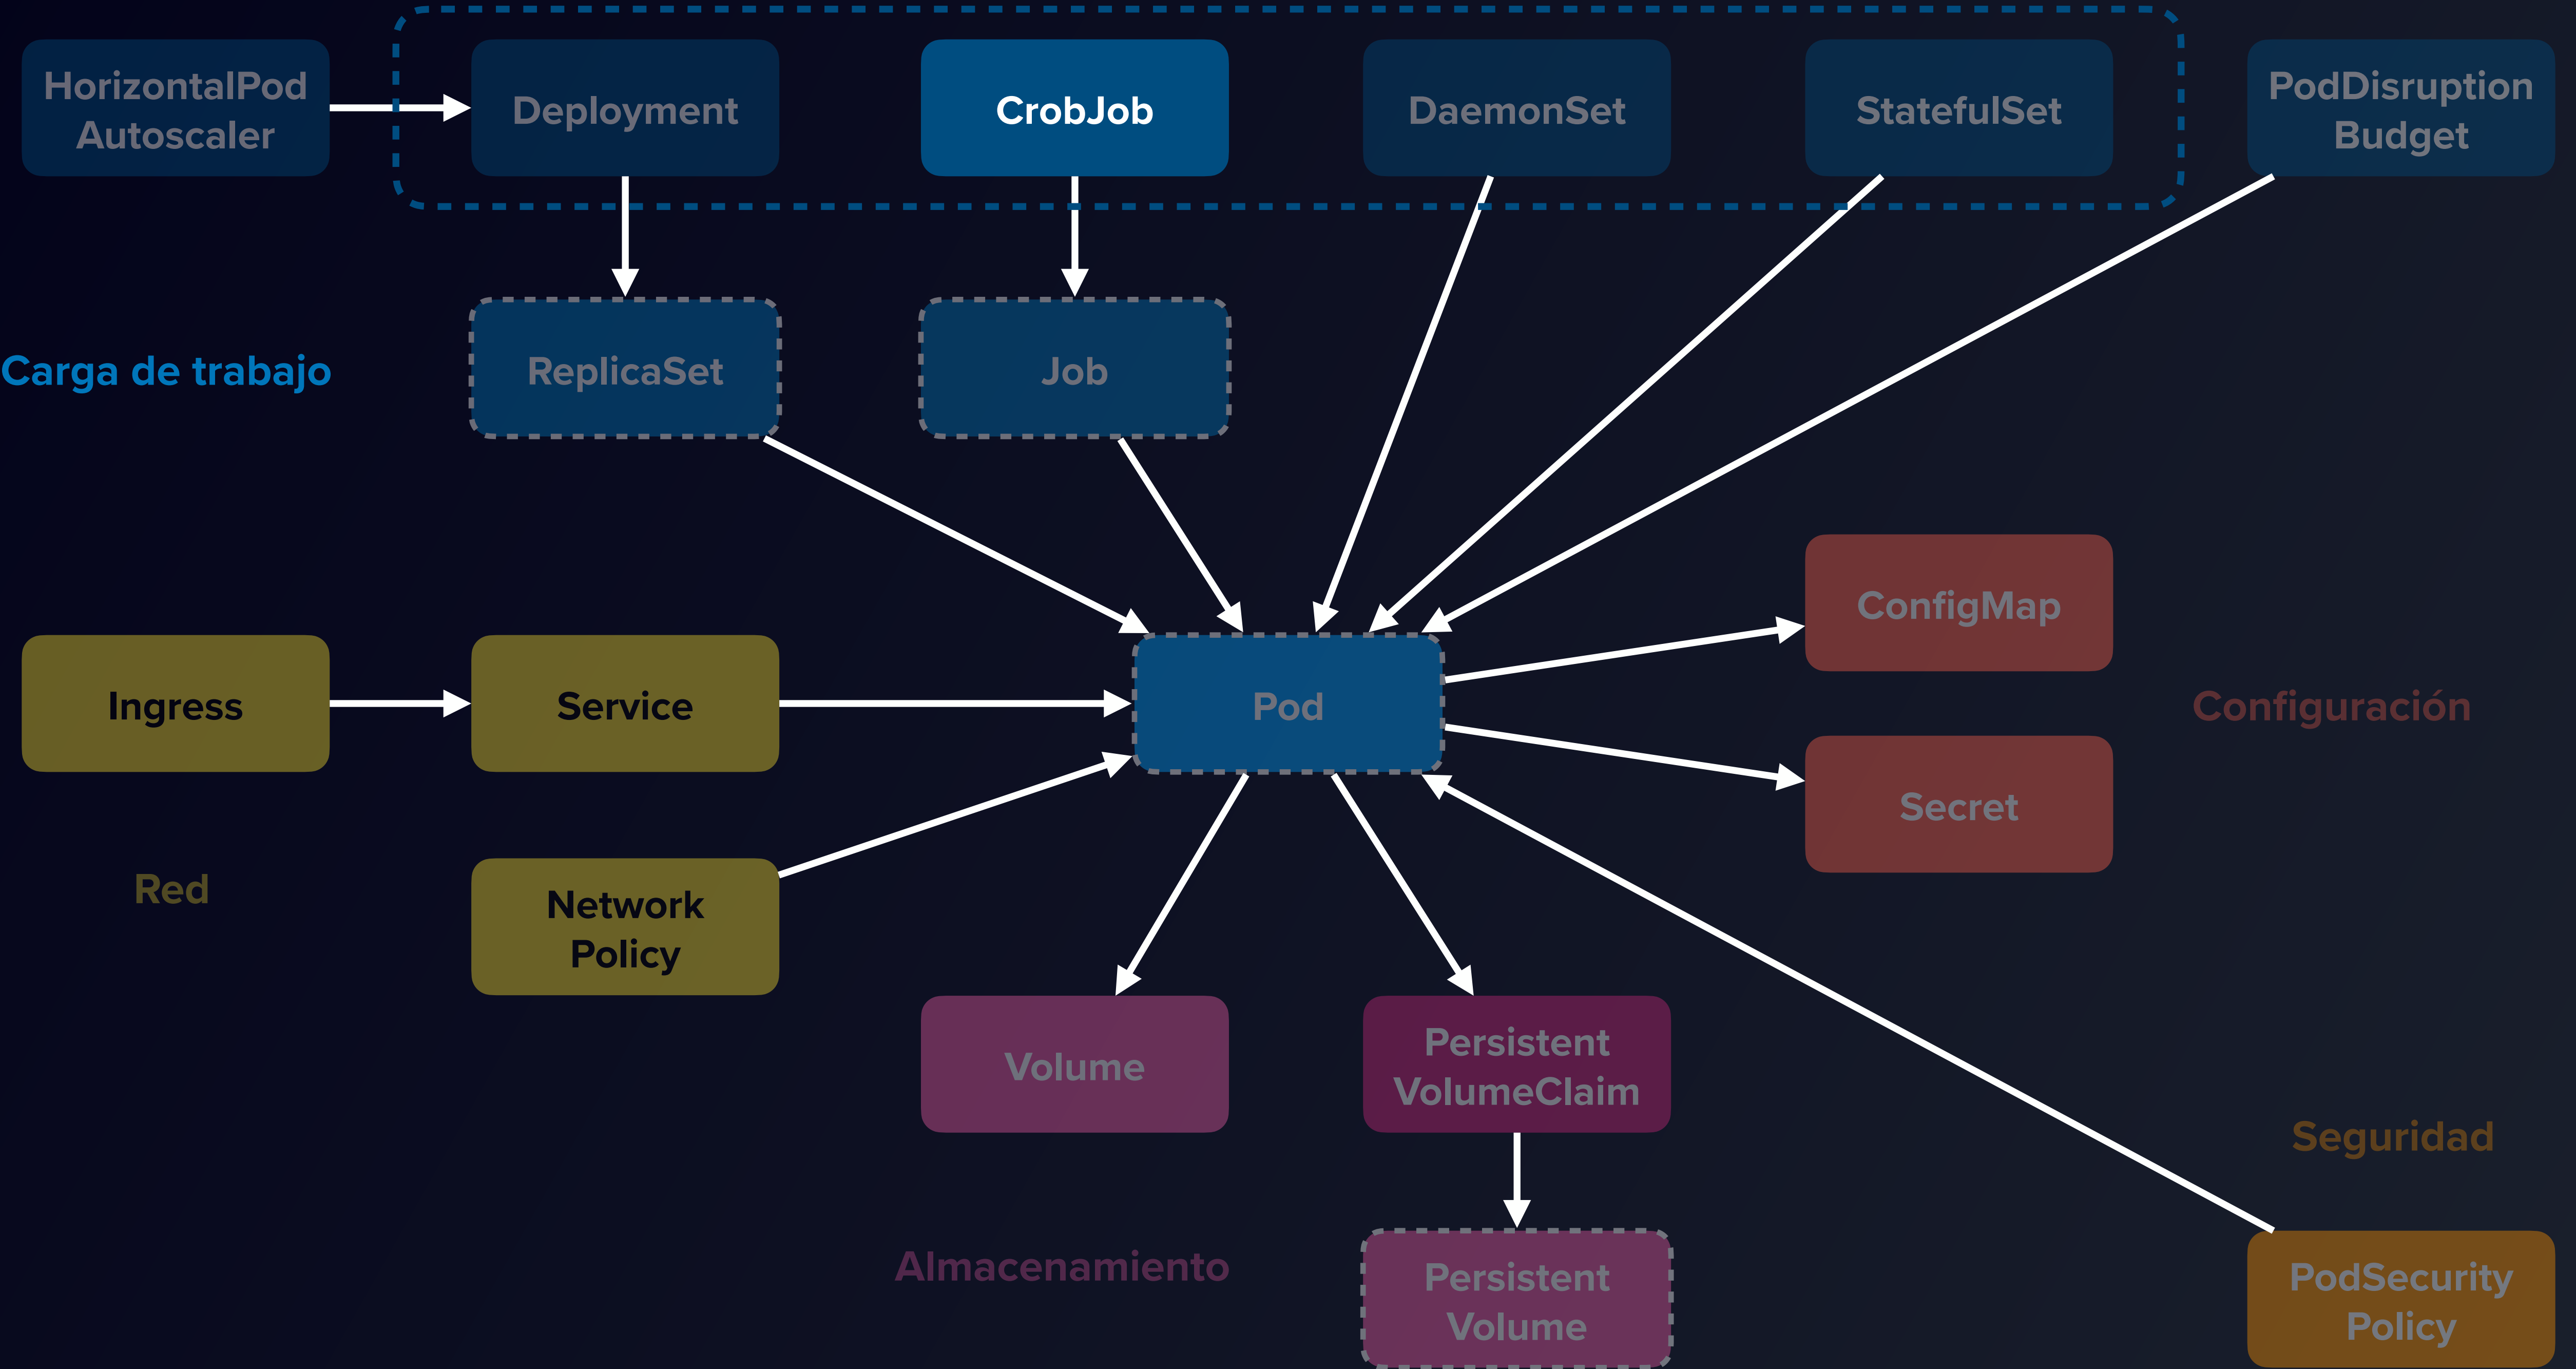 HorizontalPod
Autoscaler
Deployment
CrobJob
DaemonSet
StatefulSet
PodDisruption
Budget
Carga de trabajo
ReplicaSet
Job
ConfigMap
Ingress
Service
Pod
Configuración
Secret
Red
Network
Policy
Volume
Persistent
VolumeClaim
Seguridad
Almacenamiento
Persistent
Volume
PodSecurity
Policy